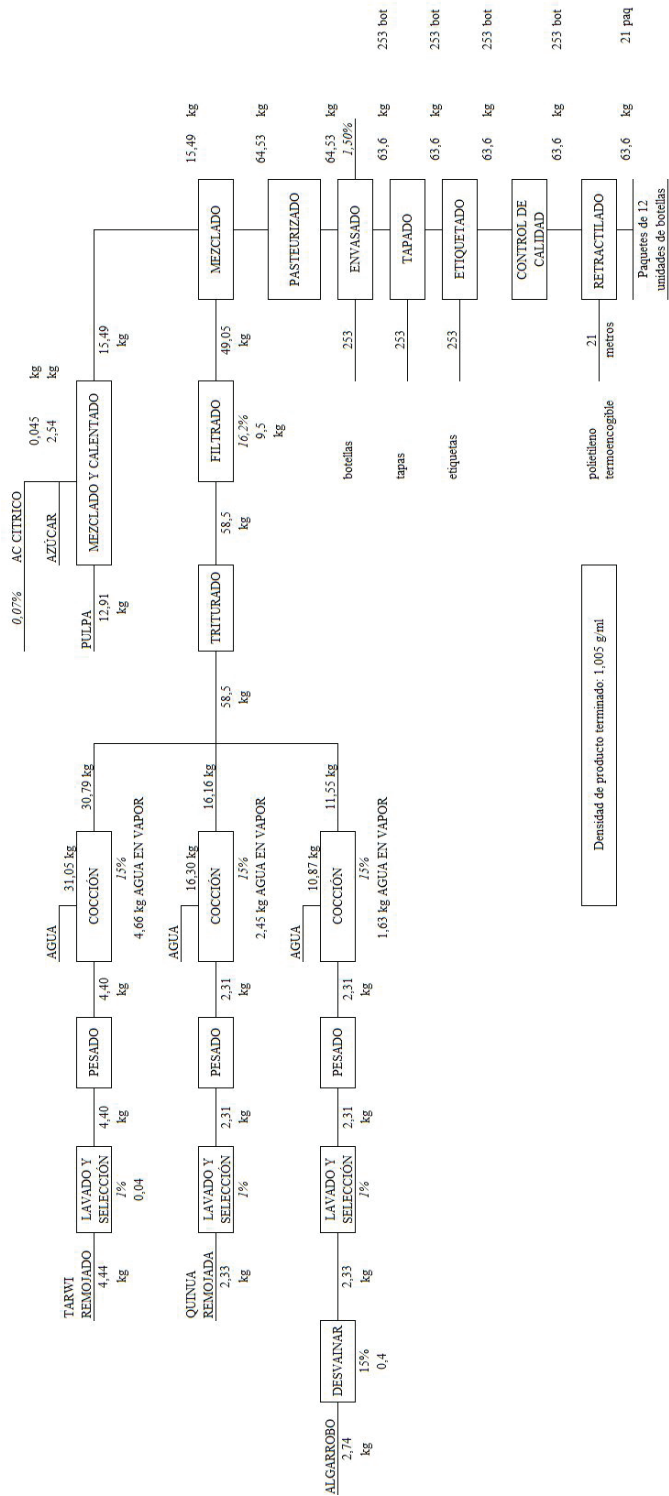 ALGARROBO
2,74
kg
DESVAINAR
15%
0,4
2,33
kg
LAVADO Y
SELECCIÓN
1%
2,31
kg
PESADO
2,31
kg
AGUA
10,87 kg
COCCIÓN
15%
1,63 kg AGUA EN VAPOR
11,55 kg
QUINUA
REMOJADA
2,33
kg
LAVADO Y
SELECCIÓN
1%
2,31
kg
PESADO
2,31
kg
AGUA
16,30 kg
COCCIÓN
15%
2,45 kg AGUA EN VAPOR
16,16 kg
TARWI
REMOJADO
4,44
kg
LAVADO Y
SELECCIÓN
1%
0,04
4,40
kg
PESADO
4,40
kg
AGUA
31,05 kg
COCCIÓN
15%
4,66 kg AGUA EN VAPOR
30,79 kg
58,5
kg
TRITURADO
58,5
kg
FILTRADO
16,2%
9,5
kg
49,05
kg
0,07%
AC CITRICO
0,045
kg
AZÚCAR
2,54
kg
PULPA
12,91
kg
MEZCLADO Y CALENTADO
15,49
kg
15,49
kg
MEZCLADO
64,53
kg
PASTEURIZADO
64,53
kg
botellas
253
ENVASADO
1,50%
63,6
kg
253 bot
tapas
253
TAPADO
63,6
kg
253 bot
etiquetas
253
ETIQUETADO
63,6
kg
253 bot
CONTROL DE
CALIDAD
63,6
kg
253 bot
polietileno
termoencogible
21
metros
RETRACTILADO
63,6
kg
21 paq
Paquetes de 12
unidades de botellas
Densidad de producto terminado: 1,005 g/ml